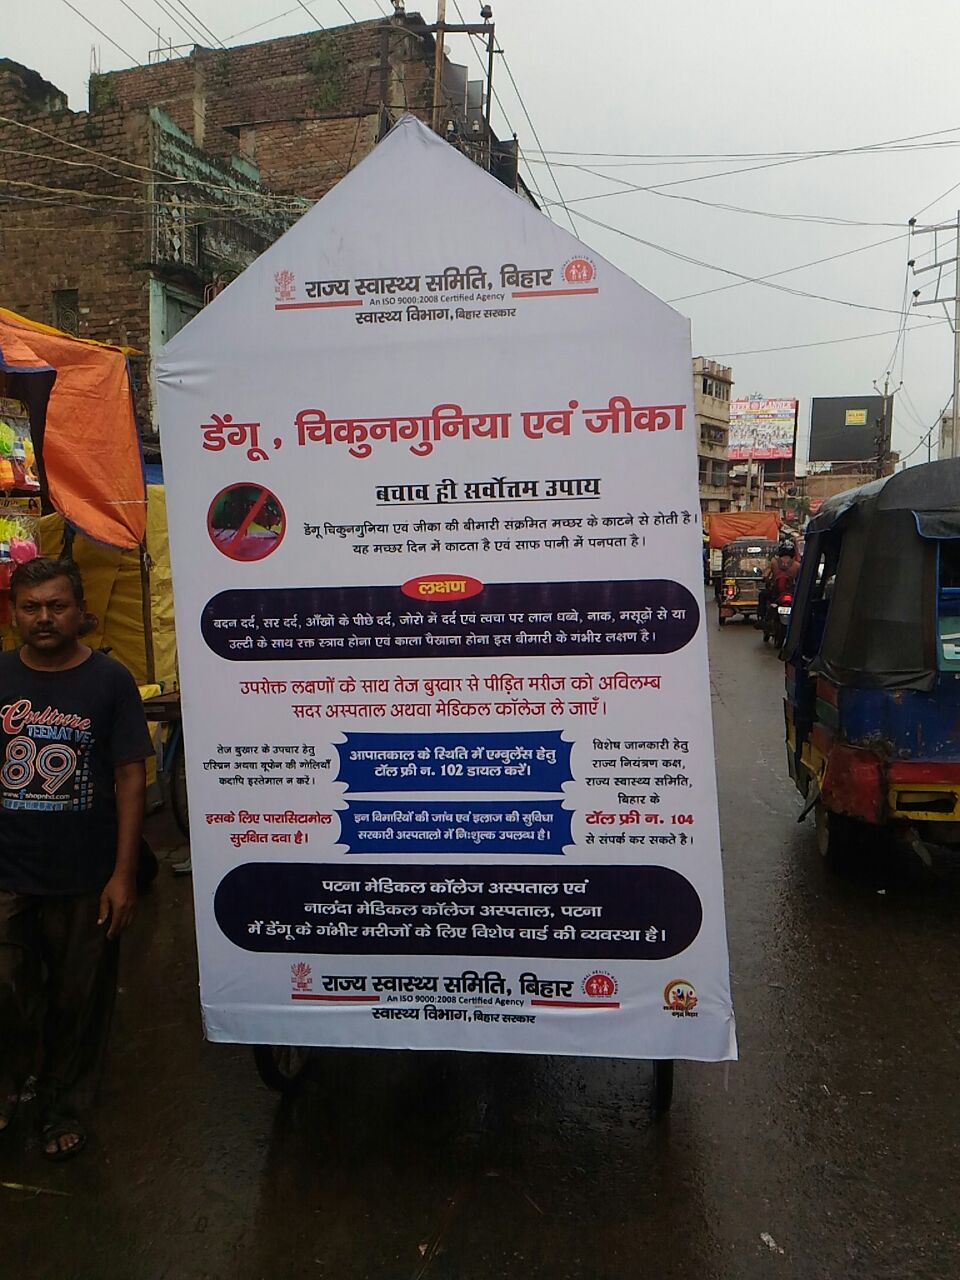 राज्य स्वास्थ्य समिति, बिहार
An ISO 9000:2008 Certified Agency
स्वास्थ्य विभाग, बिहार सरकार
डेंगू , चिकुनगुनिया एवं जीका
बचाव ही सर्वोत्तम उपाय
डेंगू चिकुनगुनिया एवं जीका की बीमारी संक्रमित मच्छर के काटने से होती है।
यह मच्छर दिन में काटता है एवं साफ पानी में पनपता है।
लक्षण
बदन दर्द, सर दर्द, आँखों के पीछे दर्द, जोरो में दर्द एवं त्वचा पर लाल धब्बे, नाक, मसूढ़ों से या
उल्टी के साथ रक्त स्त्राव होना एवं काला पैखाना होना इस बीमारी के गंभीर लक्षण है।
उपरोक्त लक्षणों के साथ तेज बुखार से पीड़ित मरीज को अविलम्ब
सदर अस्पताल अथवा मेडिकल कॉलेज ले जाएँ।
तेज बुखार के उपचार हेतु
एस्प्रिन अथवा ब्रूफेन की गोलियाँ
कदापि इस्तेमाल न करें।
इसके लिए पारासिटामोल
सुरक्षित दवा है।
आपातकाल के स्थिति में एम्बुलेंस हेतु
टॉल फ्री न. 102 डायल करें।
इन बिमारियों की जांच एवं इलाज की सुविधा
सरकारी अस्पतालो में निःशुल्क उपलब्ध है।
विशेष जानकारी हेतु
राज्य नियंत्रण कक्ष,
राज्य स्वास्थ्य समिति,
बिहार के
टॉल फ्री न. 104
से संपर्क कर सकते है।
पटना मेडिकल कॉलेज अस्पताल एवं
नालंदा मेडिकल कॉलेज अस्पताल, पटना
में डेंगू के गंभीर मरीजों के लिए विशेष वार्ड की व्यवस्था है।
राज्य स्वास्थ्य समिति, बिहार
An ISO 9000:2008 Certified Agency
स्वास्थ्य विभाग, बिहार सरकार
Culture
TEENATIVE
89